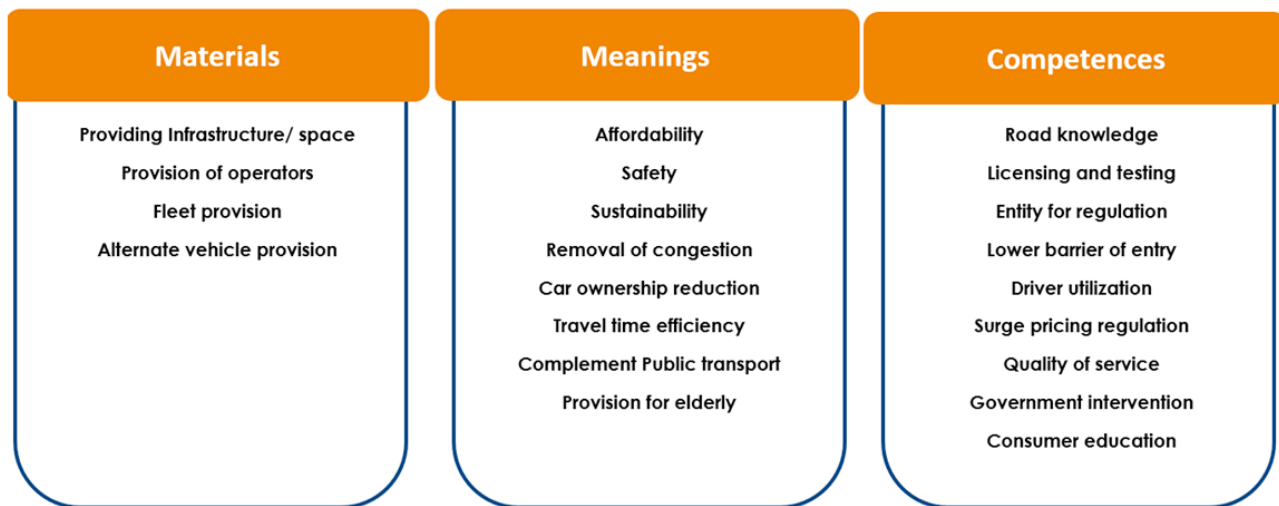 Materials
Providing Infrastructure/ space
Provision of operators
Fleet provision
Alternate vehicle provision
Meanings
Affordability
Safety
Sustainability
Removal of congestion
Car ownership reduction
Travel time efficiency
Complement Public transport
Provision for elderly
Competences
Road knowledge
Licensing and testing
Entity for regulation
Lower barrier of entry
Driver utilization
Surge pricing regulation
Quality of service
Government intervention
Consumer education